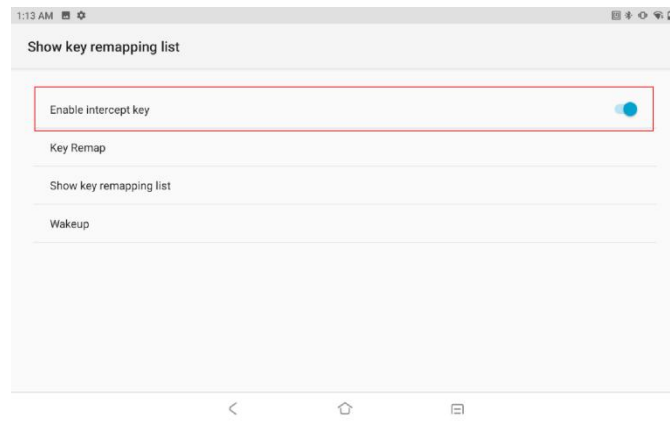 1:13 AM
Show key remapping list
Enable intercept key
Key Remap
Show key remapping list
Wakeup